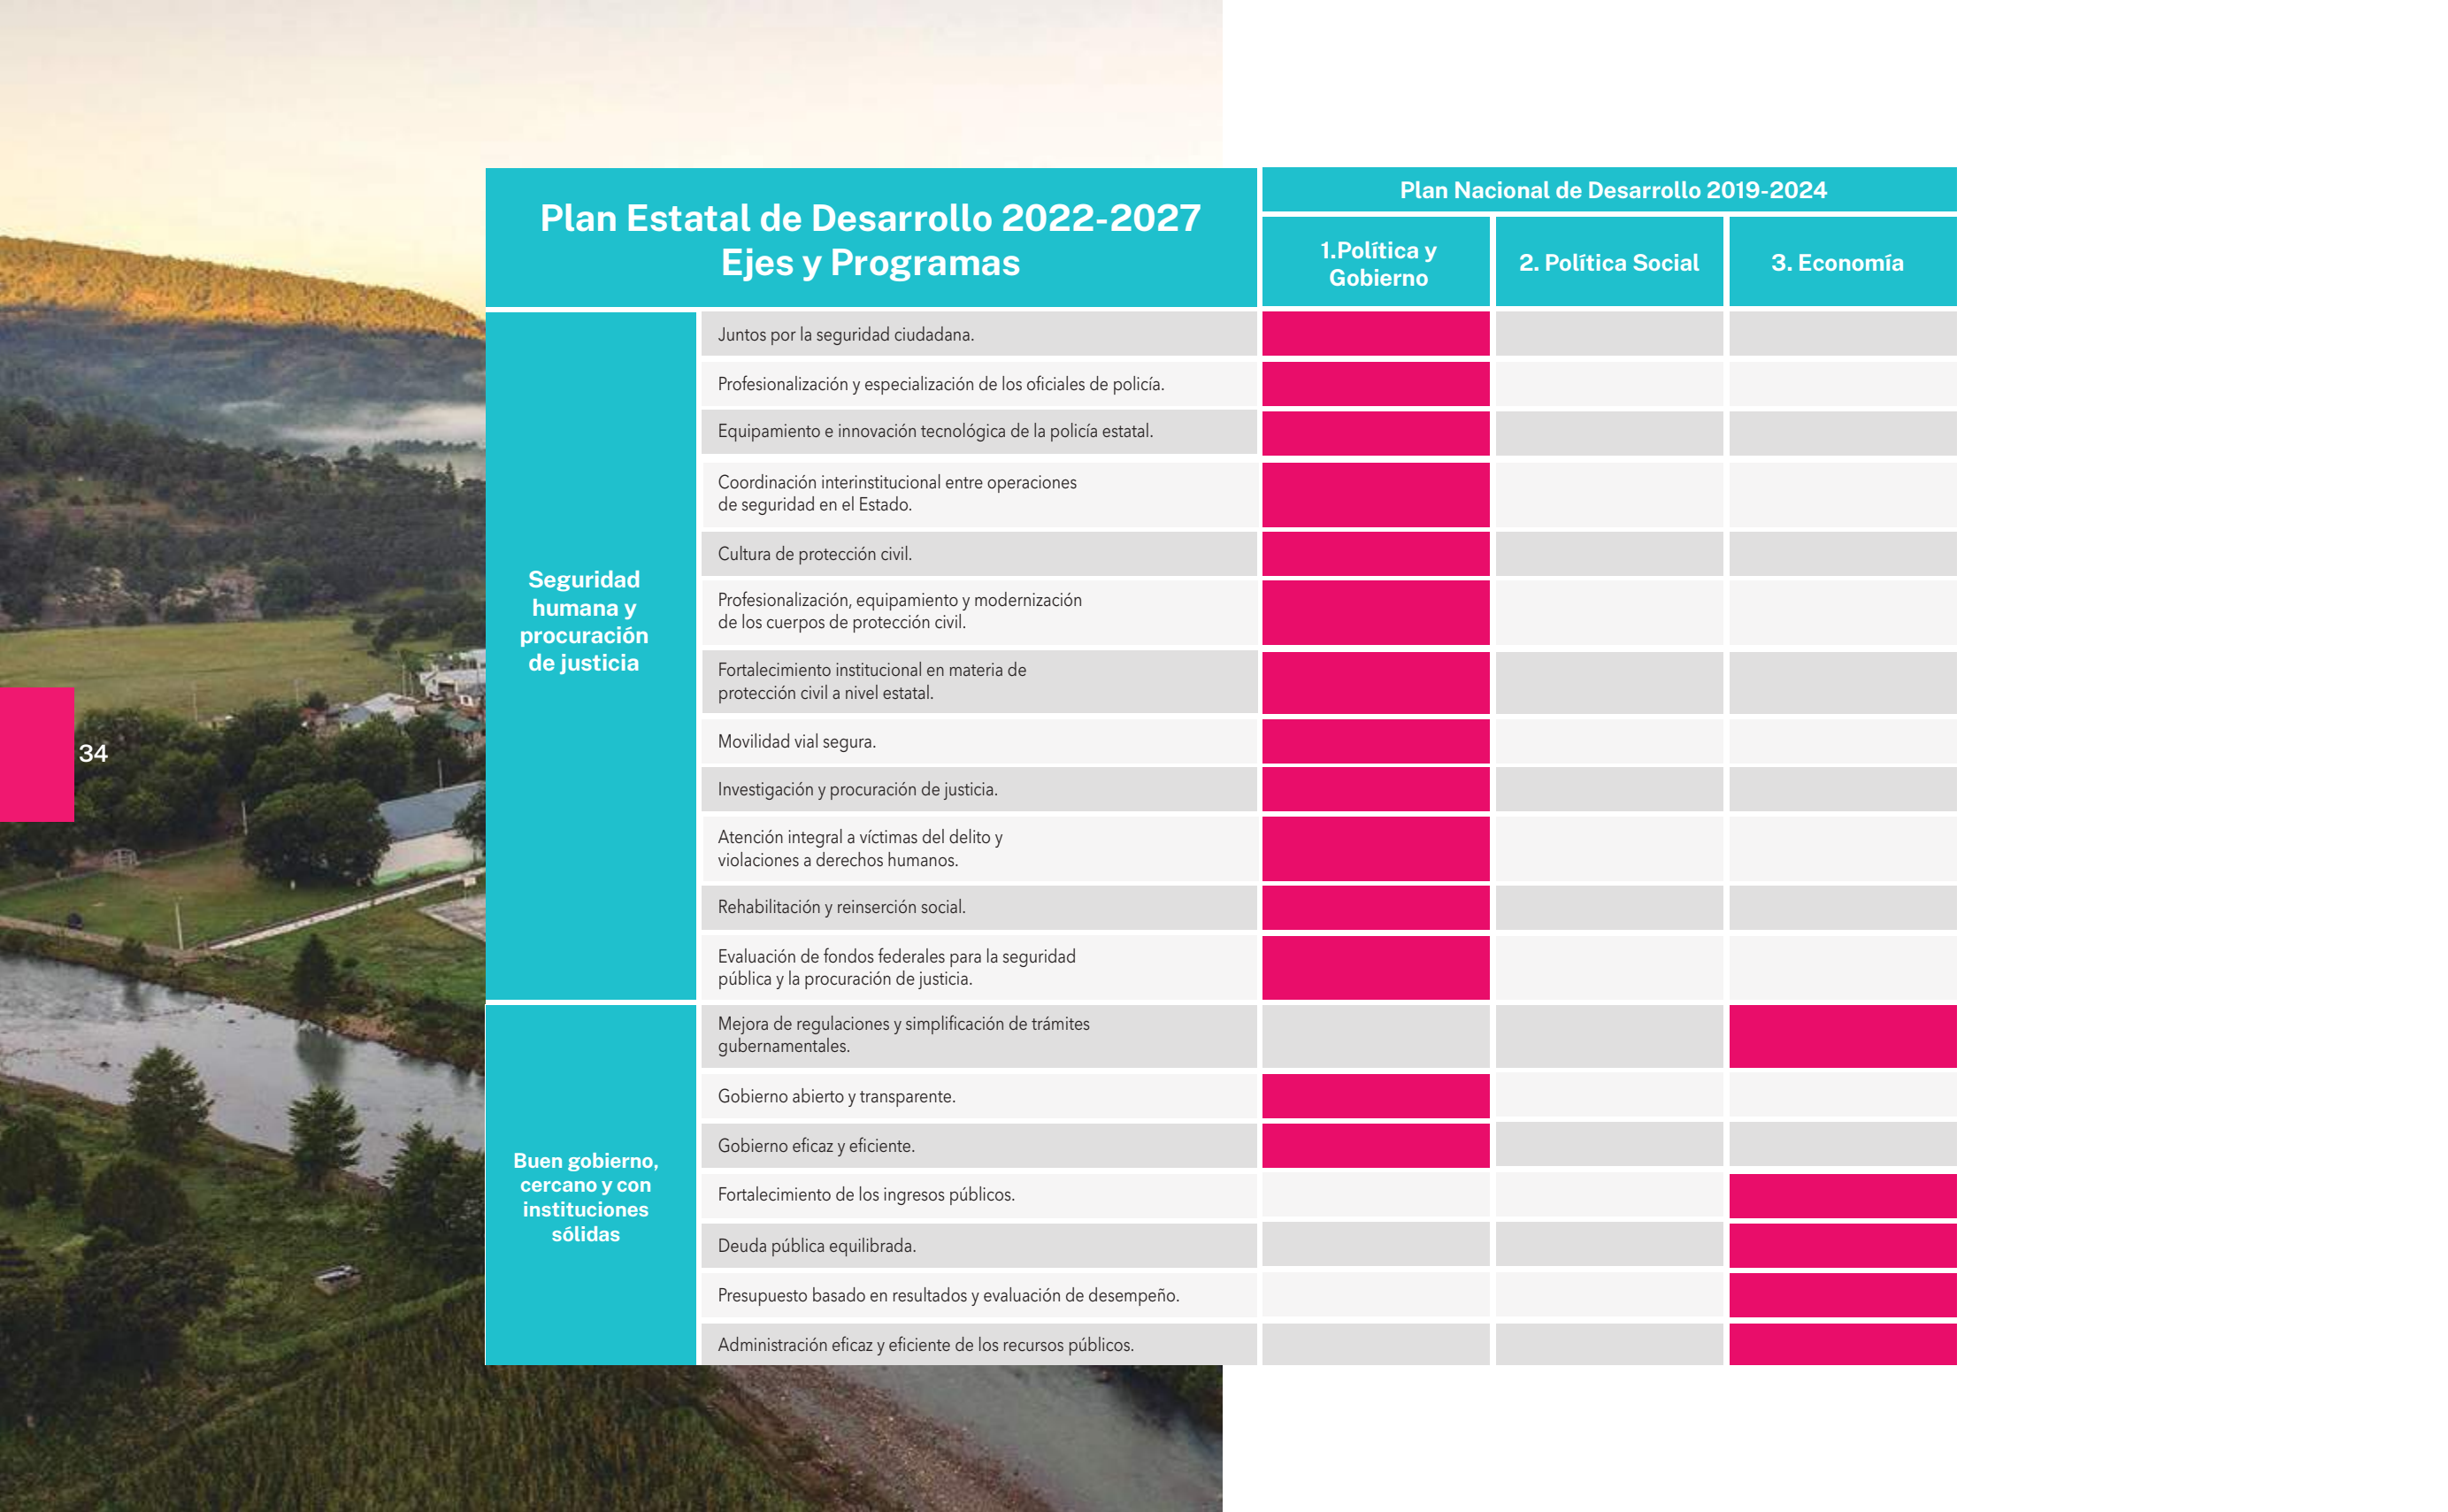 Plan Estatal de Desarrollo 2022-2027
Ejes y Programas
Plan Nacional de Desarrollo 2019-2024
1.Política y
Gobierno
2. Política Social
3. Economía
Seguridad
humana y
procuración
de justicia
Juntos por la seguridad ciudadana.
Profesionalización y especialización de los oficiales de policía.
Equipamiento e innovación tecnológica de la policía estatal.
Coordinación interinstitucional entre operaciones
de seguridad en el Estado.
Cultura de protección civil.
Profesionalización, equipamiento y modernización
de los cuerpos de protección civil.
Fortalecimiento institucional en materia de
protección civil a nivel estatal.
Movilidad vial segura.
Investigación y procuración de justicia.
Atención integral a víctimas del delito y
violaciones a derechos humanos.
Rehabilitación y reinserción social.
Evaluación de fondos federales para la seguridad
pública y la procuración de justicia.
Buen gobierno,
cercano y con
instituciones
sólidas
Mejora de regulaciones y simplificación de trámites
gubernamentales.
Gobierno abierto y transparente.
Gobierno eficaz y eficiente.
Fortalecimiento de los ingresos públicos.
Deuda pública equilibrada.
Presupuesto basado en resultados y evaluación de desempeño.
Administración eficaz y eficiente de los recursos públicos.
34